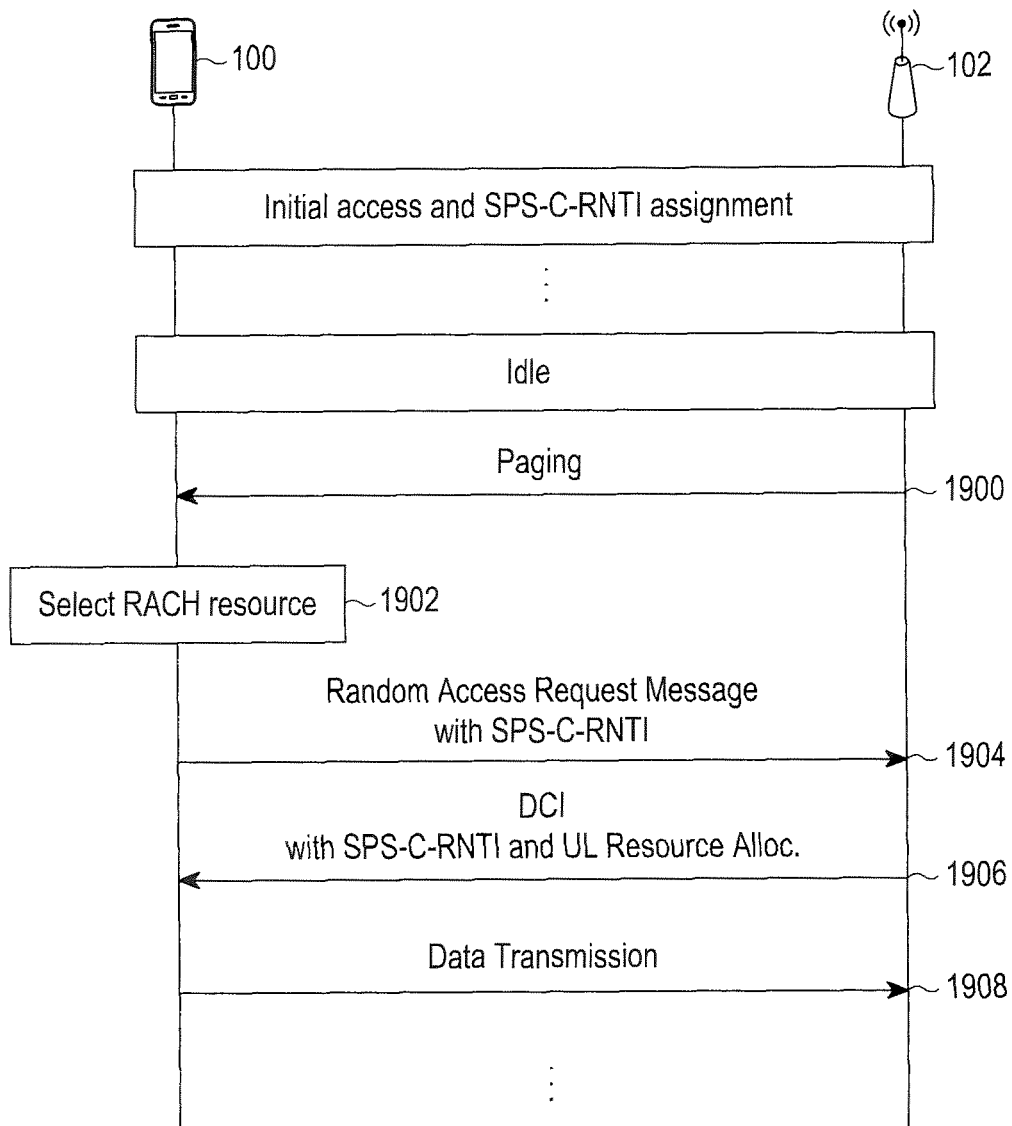 100
102
Initial access and SPS-C-RNTI assignment
Idle
Paging
1900
Select RACH resource
1902
Random Access Request Message
with SPS-C-RNTI
1904
DCI
with SPS-C-RNTI and UL Resource Alloc.
1906
Data Transmission
1908